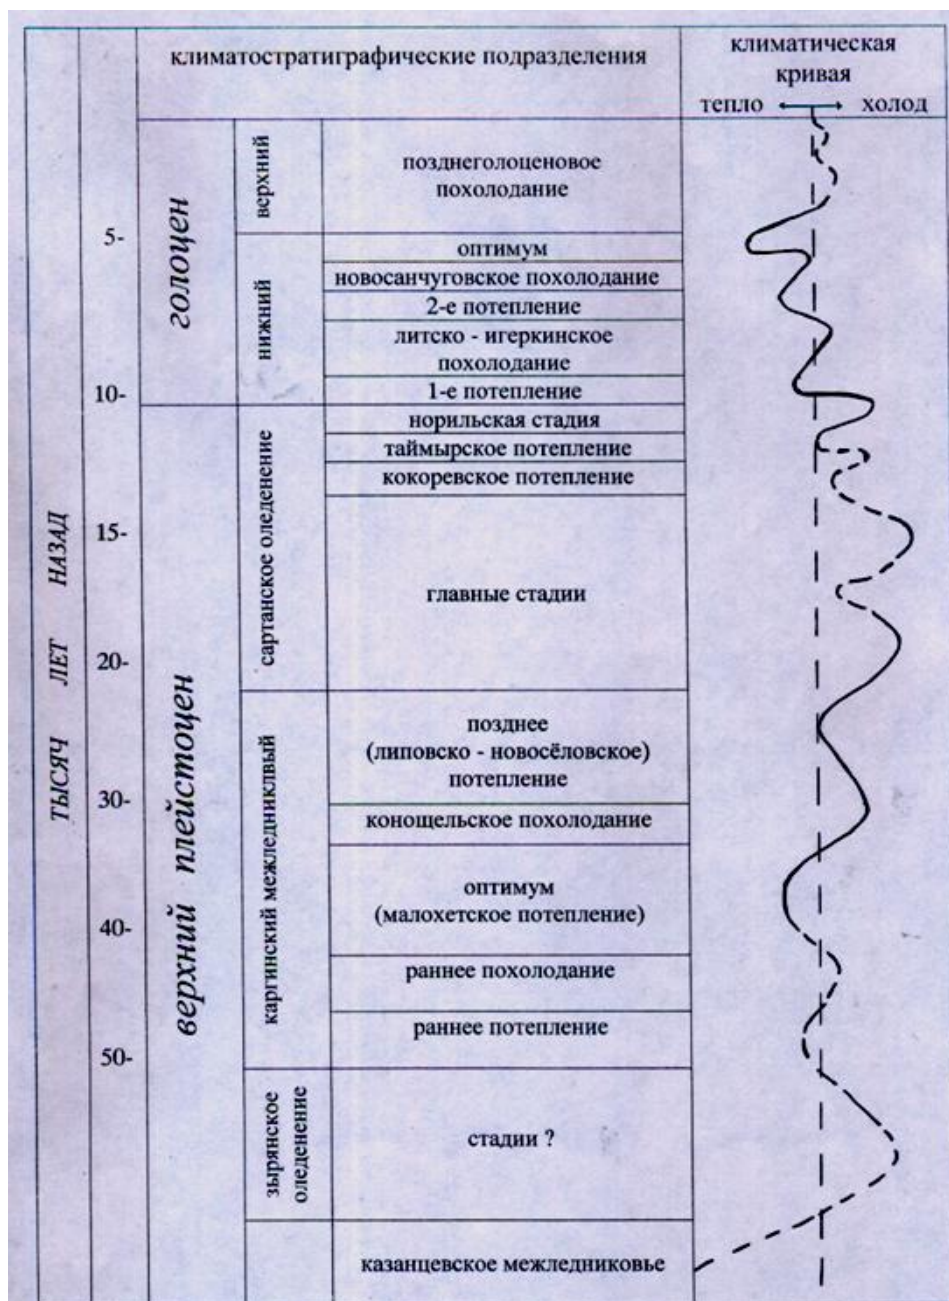 климатостратиграфические подразделения
климатическая
кривая
тепло
холод
ТЫСЯЧ ЛЕТ НАЗАД
5-
10-
15-
20-
30-
40-
50-
голоцен
верхний
позднеголоценовое
похолодание
нижний
оптимум
новосанчуговское похолодание
2-е потепление
литско - игеркинское
похолодание
1-е потепление
верхний плейстоцен
сартанское оледенение
норильская стадия
таймырское потепление
кокоревское потепление
главные стадии
каргинский межледниклвый
позднее
(липовско - новосёловское)
потепление
конощельское похолодание
оптимум
(малохетское потепление)
раннее похолодание
раннее потепление
зырянское
оледенение
стадии ?
казанцевское межледниковье